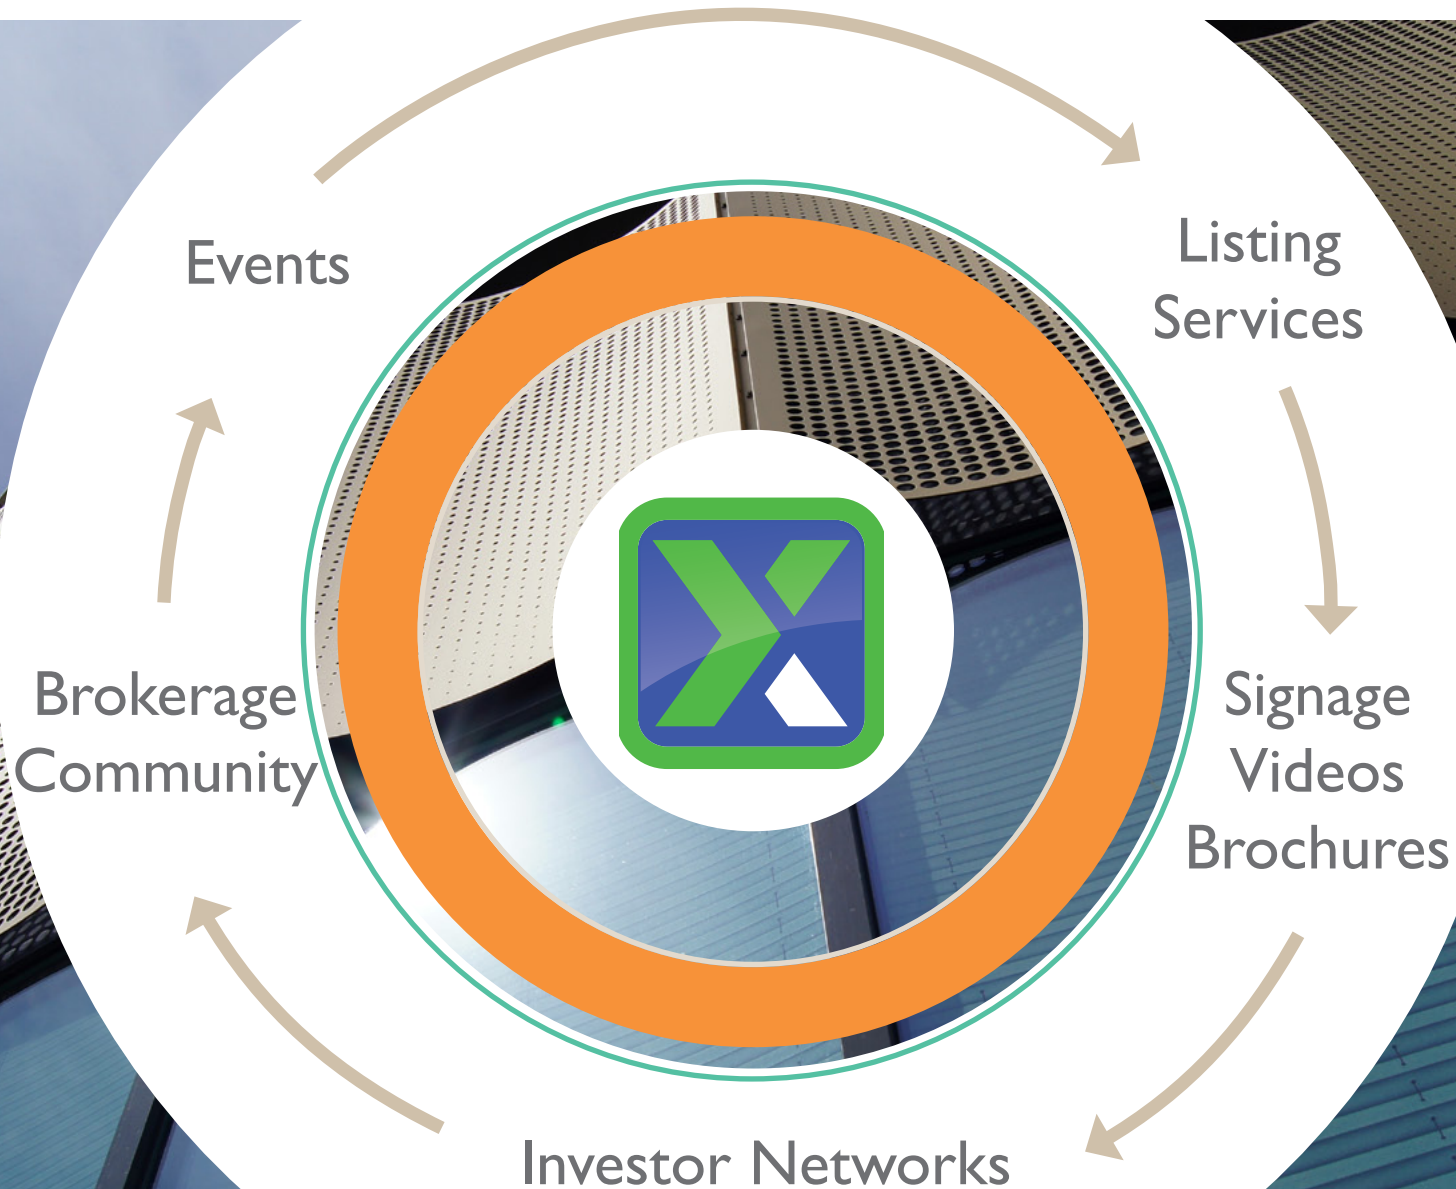 Events
Listing
Services
Brokerage
Community
Signage
Videos
Brochures
Investor Networks